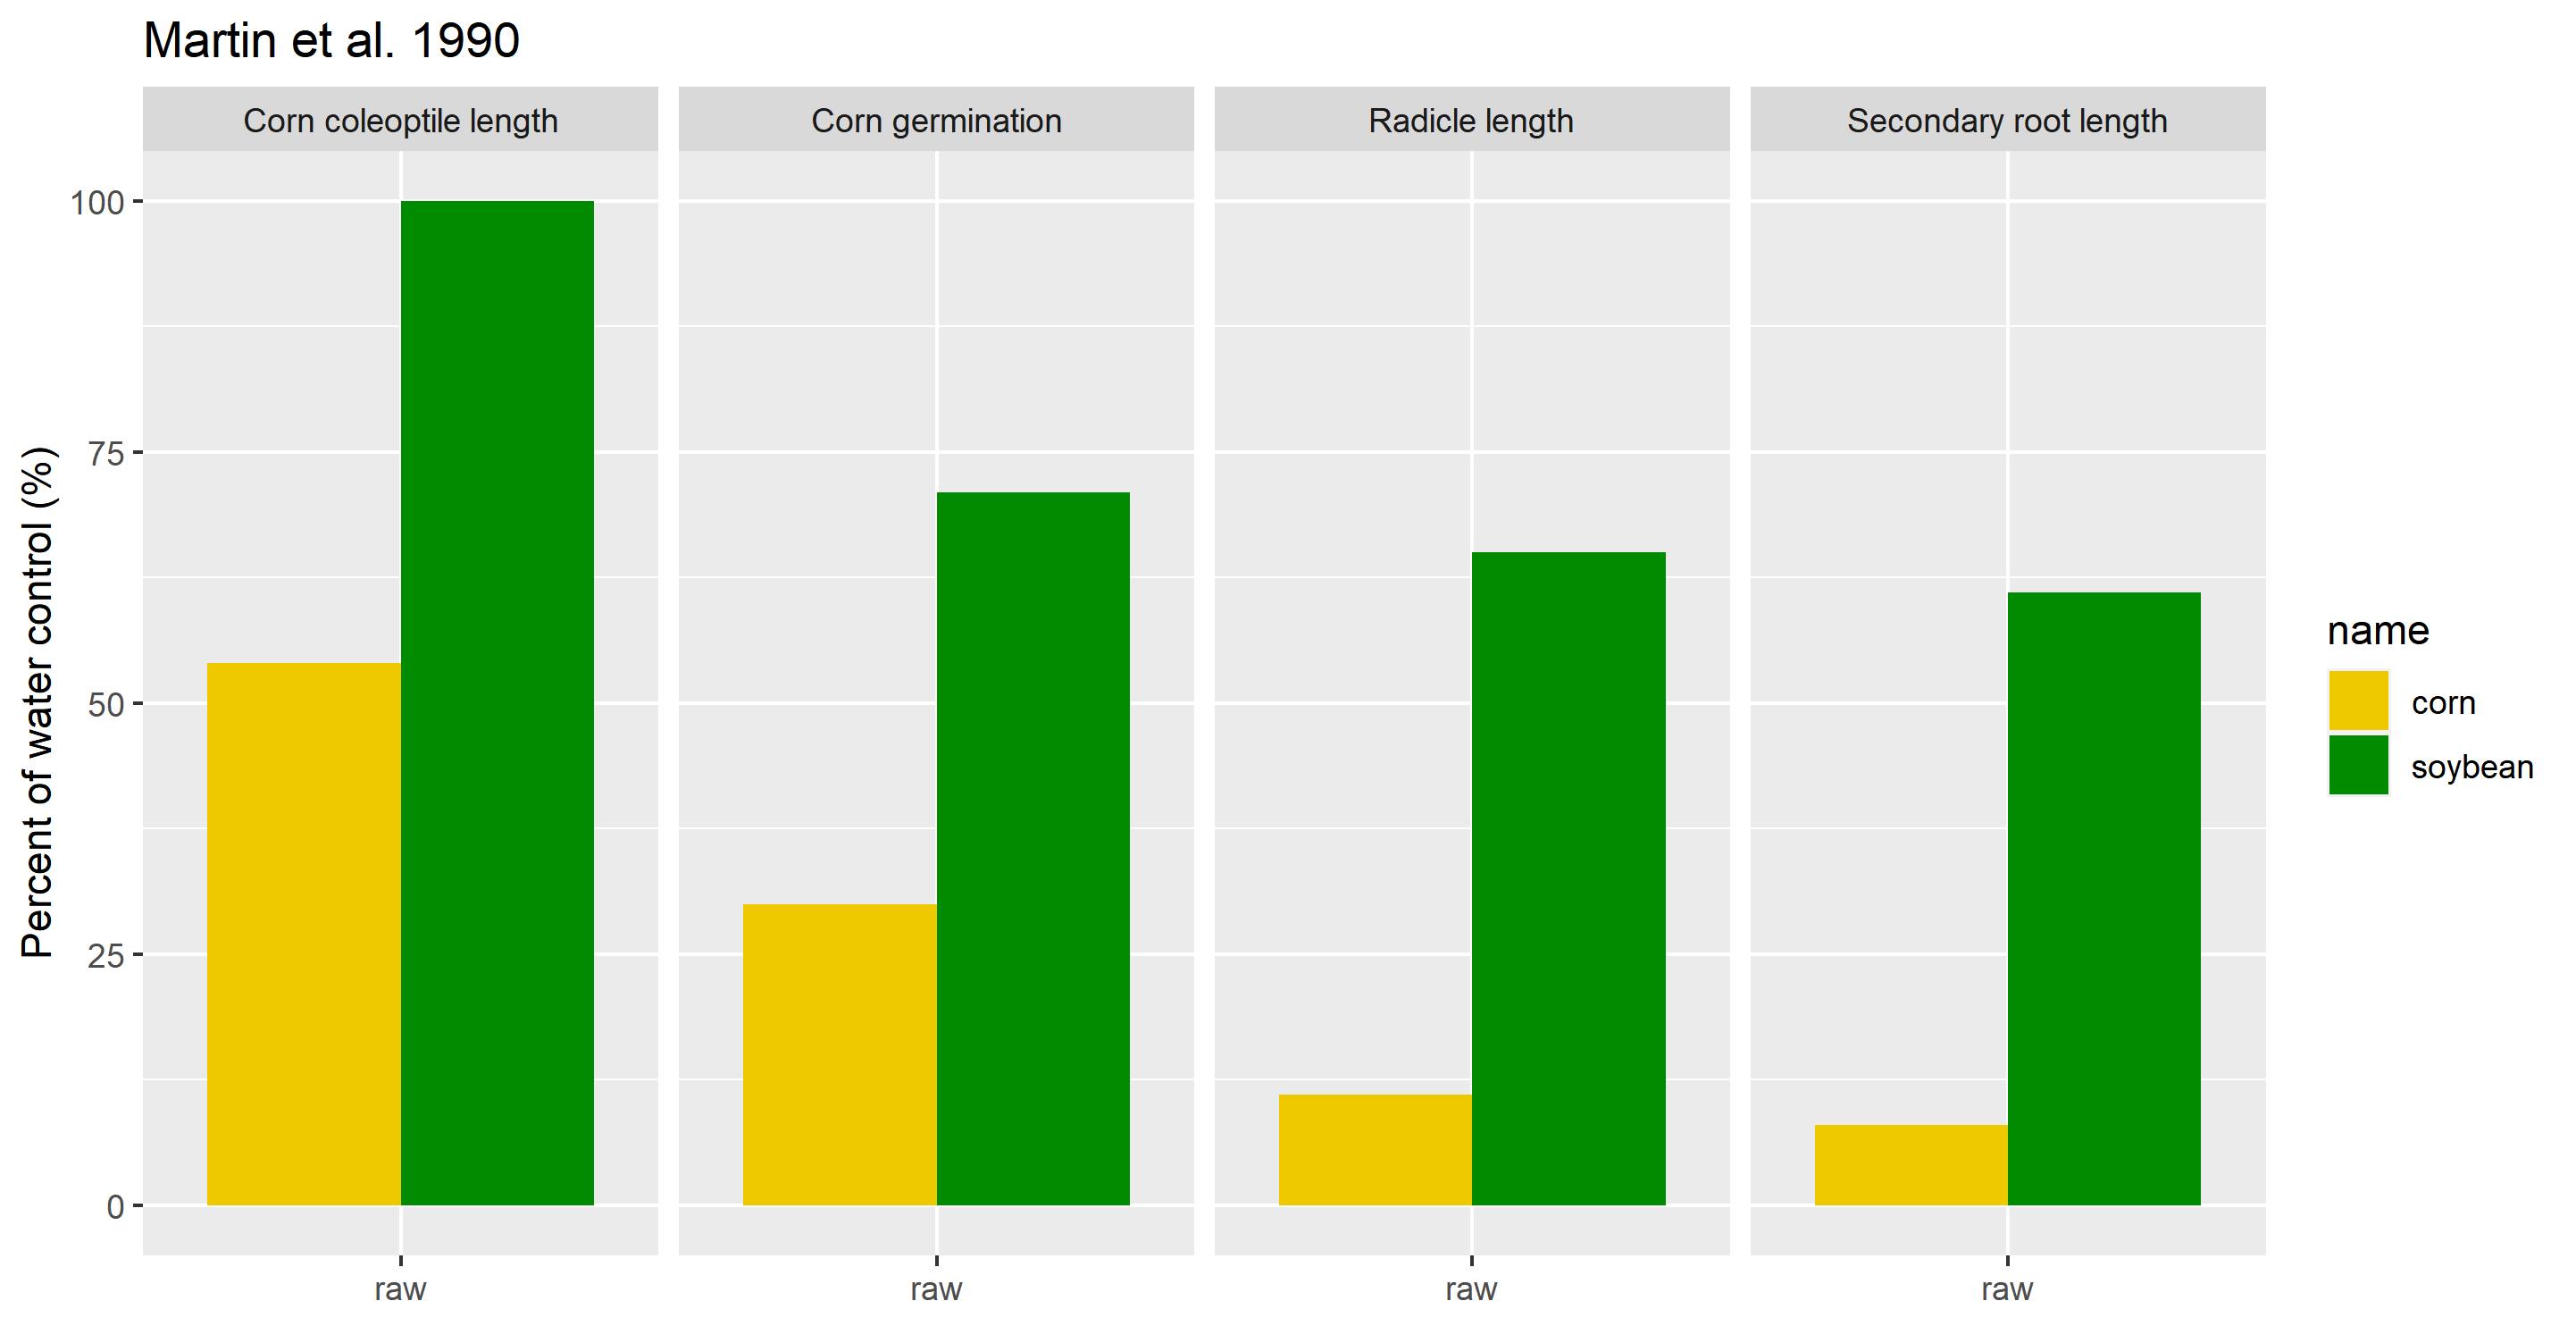 Martin et al. 1990
Corn coleoptile length
Corn germination
Radicle length
Secondary root length
Percent of water control (%)
100
75
50
25
0
raw
raw
raw
raw
name
corn
soybean